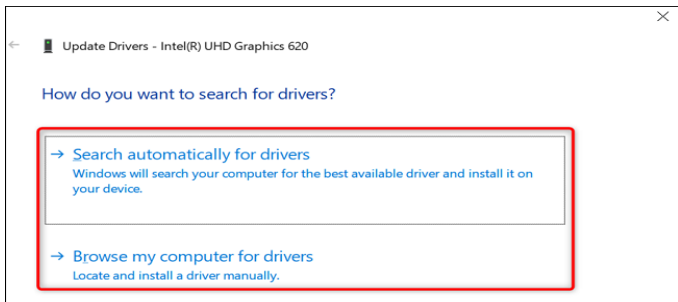 Update Drivers - Intel(R) UHD Graphics 620
How do you want to search for drivers?
Search automatically for drivers
Windows will search your computer for the best available driver and install it on
your device.
Browse my computer for drivers
Locate and install a driver manually.